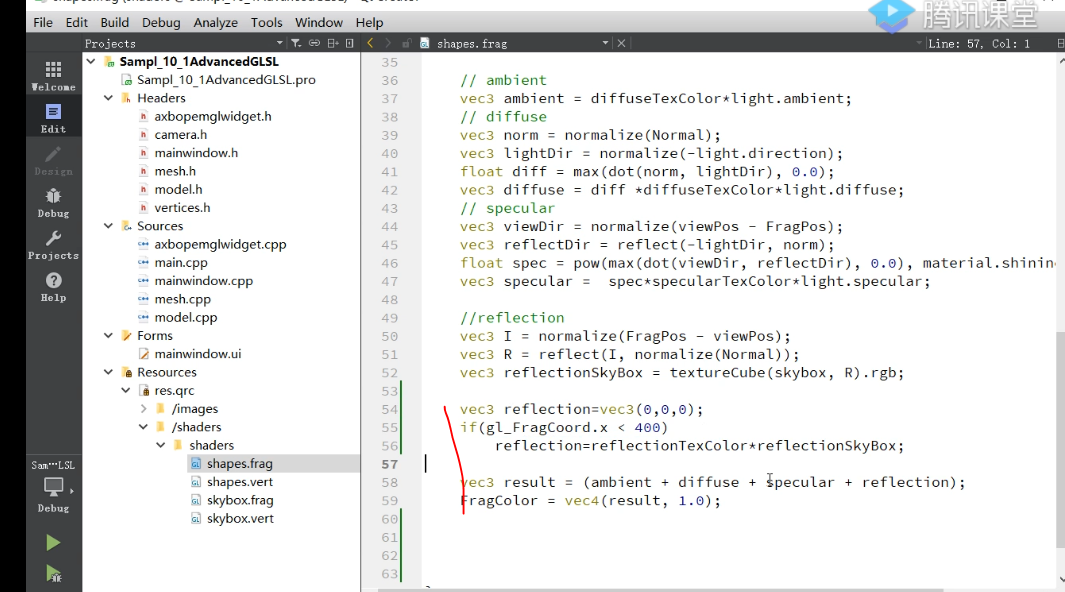 腾讯课堂
File Edit Build Debug Analyze Tools Window Help
Projects
shapes.frag
Line: 57, Col: 1
Welcome
Edit
Design
Debug
Projects
Help
Sam···LSL
Debug
Sampl_10_1AdvancedGLSL
Sampl_10_1AdvancedGLSL.pro
Headers
axbopemglwidget.h
camera.h
mainwindow.h
mesh.h
model.h
vertices.h
Sources
axbopemglwidget.cpp
main.cpp
mainwindow.cpp
mesh.cpp
model.cpp
Forms
mainwindow.ui
Resources
res.qrc
/images
/shaders
shaders
shapes.frag
shapes.vert
skybox.frag
skybox.vert
35
36 // ambient
37 vec3 ambient = diffuseTexColor*light.ambient;
38 // diffuse
39 vec3 norm = normalize(Normal);
40 vec3 lightDir = normalize(-light.direction);
41 float diff = max(dot(norm, lightDir), 0.0);
42 vec3 diffuse = diff *diffuseTexColor*light.diffuse;
43 // specular
44 vec3 viewDir = normalize(viewPos - FragPos);
45 vec3 reflectDir = reflect(-lightDir, norm);
46 float spec = pow(max(dot(viewDir, reflectDir), 0.0), material.shinin
47 vec3 specular =  spec*specularTexColor*light.specular;
48
49 //reflection
50 vec3 I = normalize(FragPos - viewPos);
51 vec3 R = reflect(I, normalize(Normal));
52 vec3 reflectionSkyBox = textureCube(skybox, R).rgb;
53
54 vec3 reflection=vec3(0,0,0);
55 if(gl_FragCoord.x < 400)
56 reflection=reflectionTexColor*reflectionSkyBox;
57
58 vec3 result = (ambient + diffuse + specular + reflection);
59 FragColor = vec4(result, 1.0);
60
61
62
63